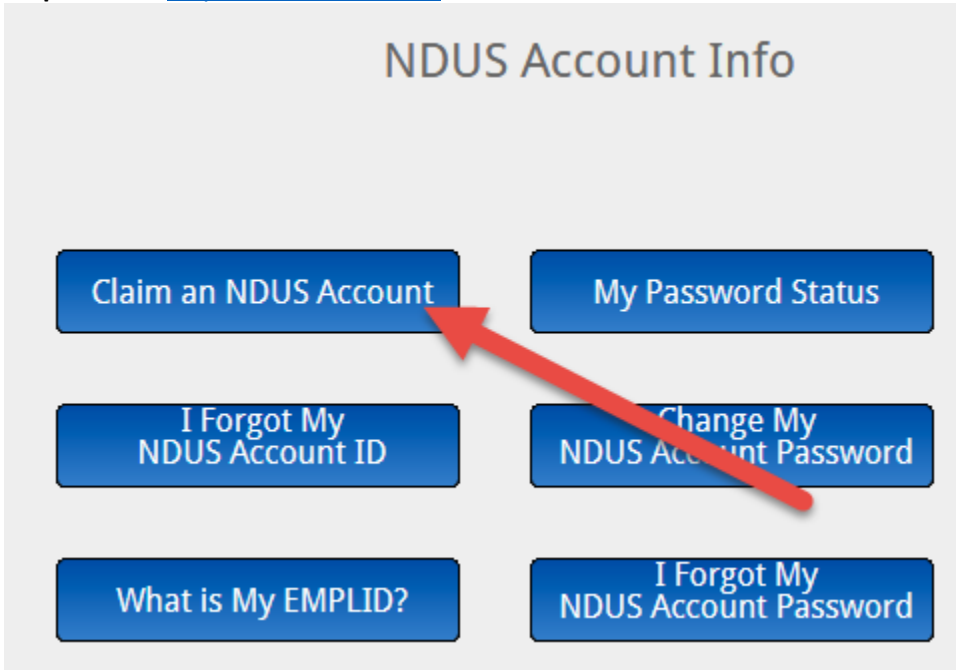 NDUS Account Info
Claim an NDUS Account
My Password Status
I Forgot My
NDUS Account ID
Change My
NDUS Account Password
What is My EMPLID?
I Forgot My
NDUS Account Password